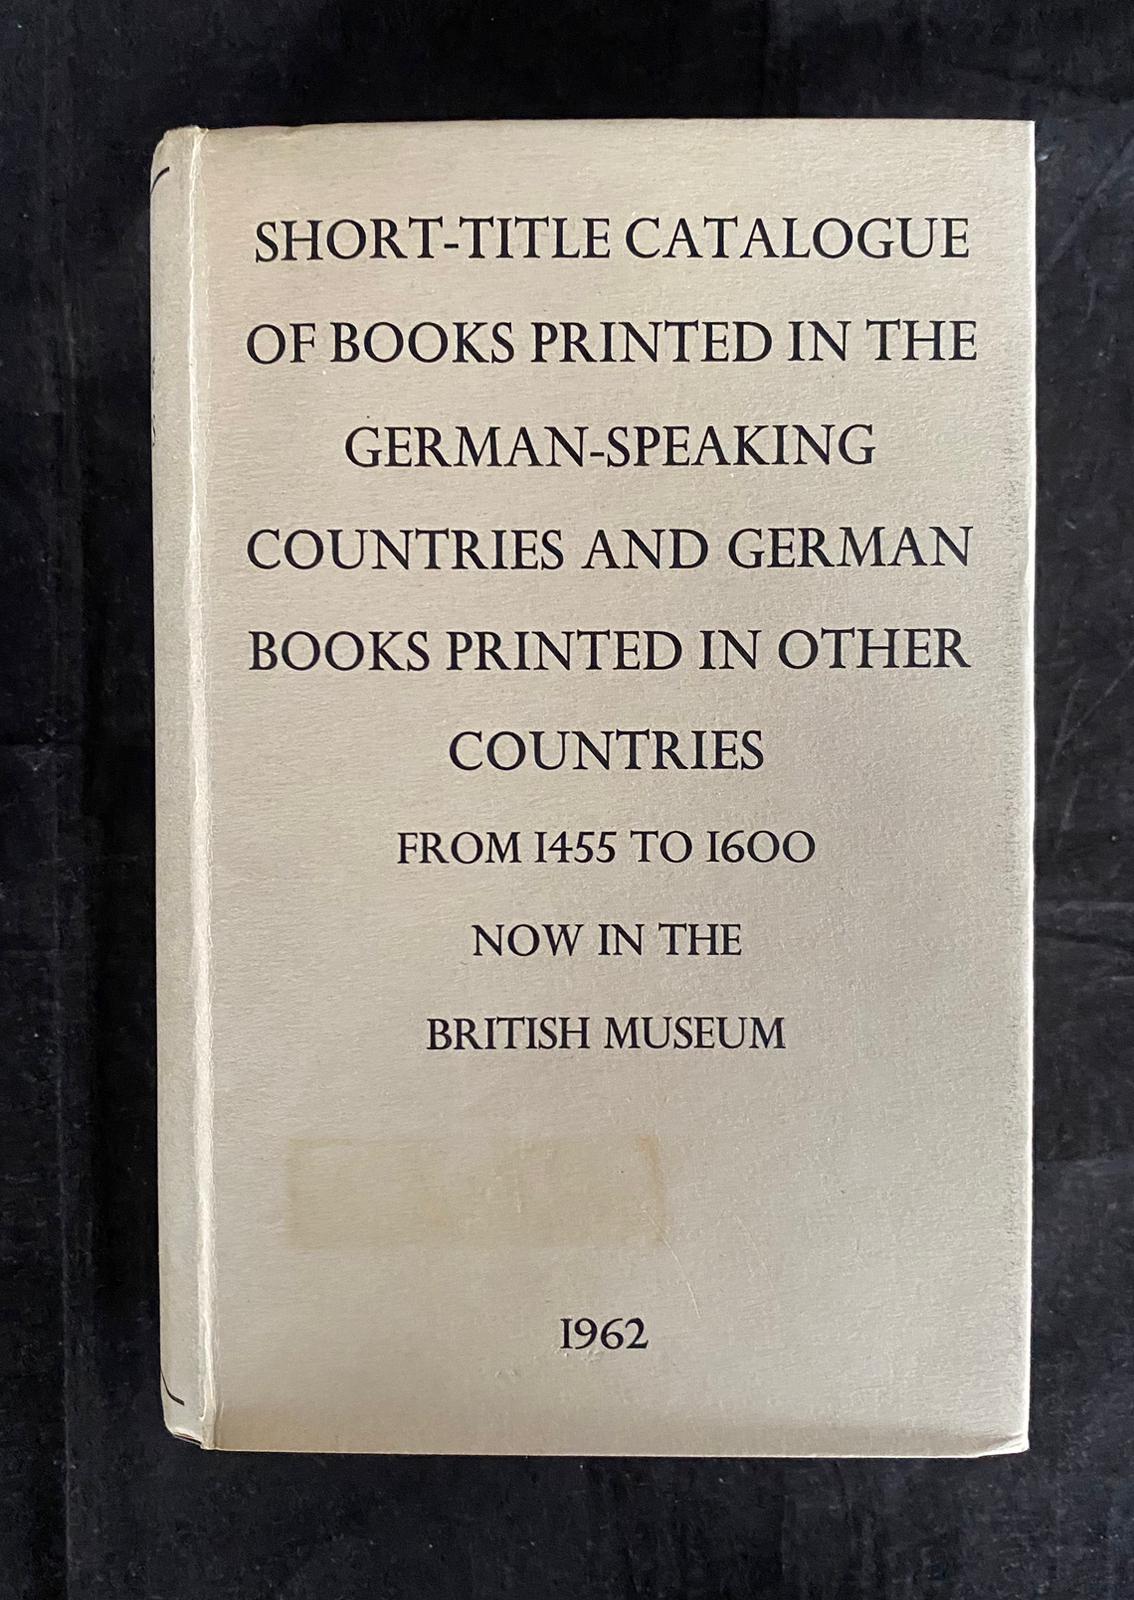 SHORT-TITLE CATALOGUE
OF BOOKS PRINTED IN THE
GERMAN-SPEAKING
COUNTRIES AND GERMAN
BOOKS PRINTED IN OTHER
COUNTRIES
FROM 1455 TO 1600
NOW IN THE
BRITISH MUSEUM
1962